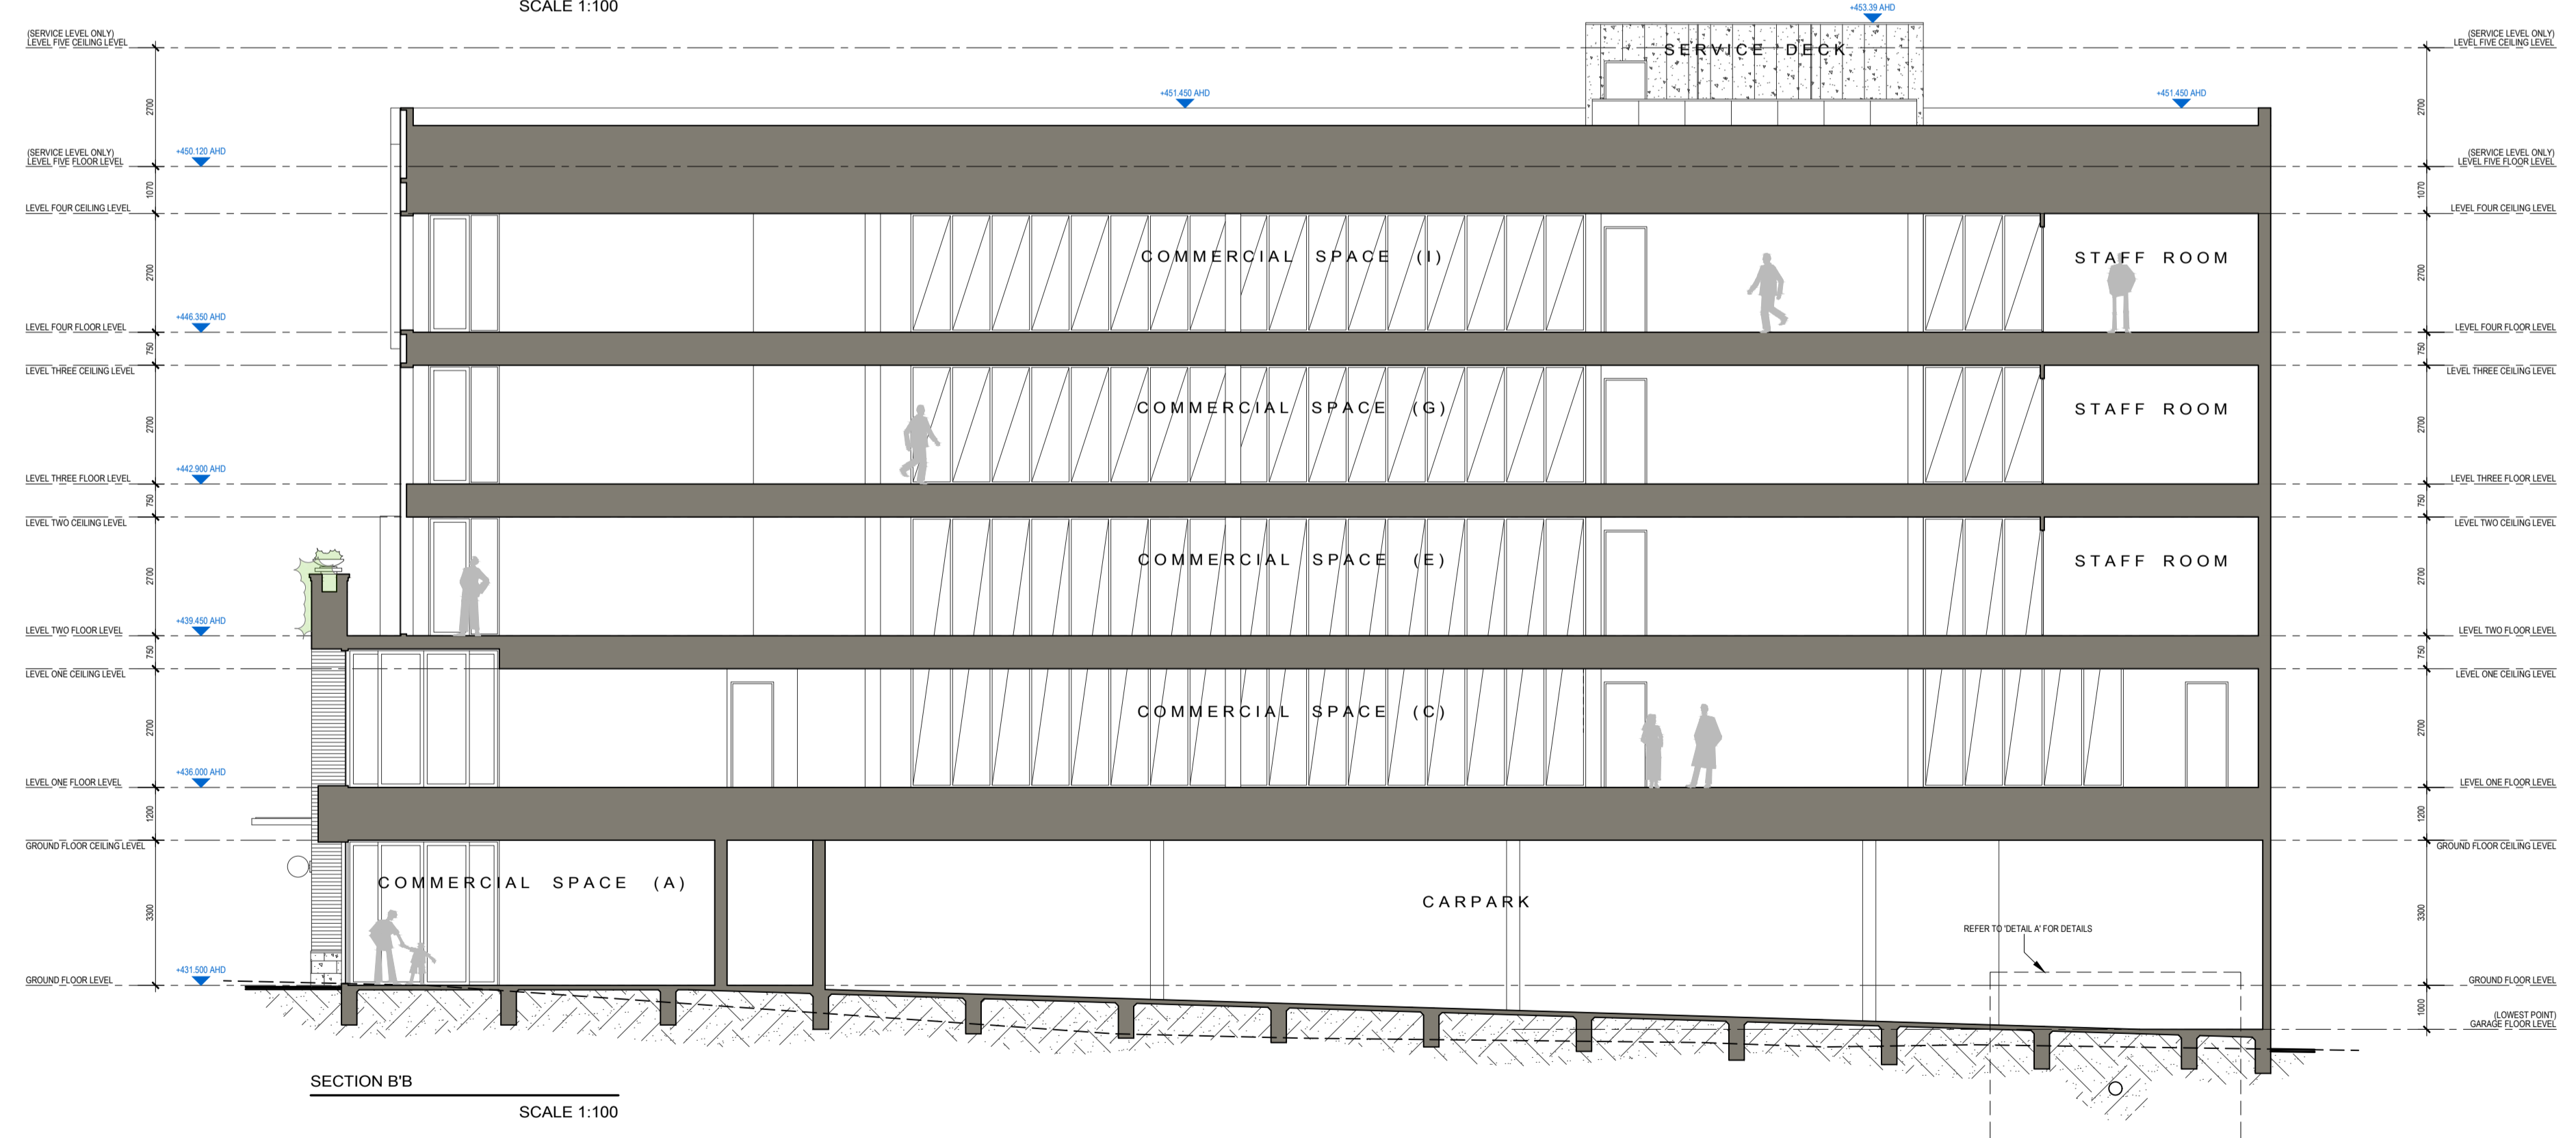 SCALE 1:100
+453.39 AHD
(SERVICE LEVEL ONLY)
LEVEL FIVE CEILING LEVEL
SERVICE DECK
(SERVICE LEVEL ONLY)
LEVEL FIVE CEILING LEVEL
2700
+451.450 AHD
+451.450 AHD
2700
(SERVICE LEVEL ONLY)
LEVEL FIVE FLOOR LEVEL
+450.120 AHD
(SERVICE LEVEL ONLY)
LEVEL FIVE FLOOR LEVEL
1070
1070
LEVEL FOUR CEILING LEVEL
LEVEL FOUR CEILING LEVEL
2700
COMMERCIAL SPACE (I)
STAFF ROOM
2700
LEVEL FOUR FLOOR LEVEL
+446.350 AHD
LEVEL FOUR FLOOR LEVEL
750
750
LEVEL THREE CEILING LEVEL
LEVEL THREE CEILING LEVEL
2700
COMMERCIAL SPACE (G)
STAFF ROOM
2700
LEVEL THREE FLOOR LEVEL
+442.900 AHD
LEVEL THREE FLOOR LEVEL
750
750
LEVEL TWO CEILING LEVEL
LEVEL TWO CEILING LEVEL
2700
COMMERCIAL SPACE (E)
STAFF ROOM
2700
LEVEL TWO FLOOR LEVEL
+439.450 AHD
LEVEL TWO FLOOR LEVEL
750
750
LEVEL ONE CEILING LEVEL
LEVEL ONE CEILING LEVEL
2700
COMMERCIAL SPACE (C)
2700
LEVEL ONE FLOOR LEVEL
+436.000 AHD
LEVEL ONE FLOOR LEVEL
1200
1200
GROUND FLOOR CEILING LEVEL
GROUND FLOOR CEILING LEVEL
3300
COMMERCIAL SPACE (A)
CARPARK
3300
REFER TO 'DETAIL A' FOR DETAILS
GROUND FLOOR LEVEL
+431.500 AHD
GROUND FLOOR LEVEL
1000
(LOWEST POINT)
GARAGE FLOOR LEVEL
SECTION B'B
SCALE 1:100